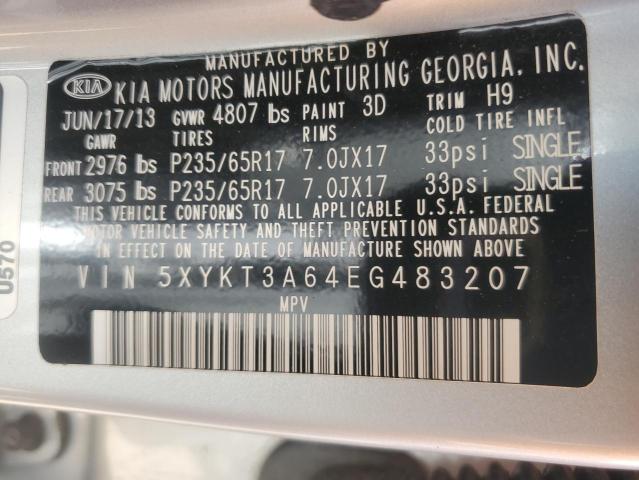 MANUFACTURED BY
KIA KIA MOTORS MANUFACTURING GEORGIA, INC.
JUN/17/13 GVWR 4807 lbs PAINT 3D TRIM H9
GAWR TIRES RIMS COLD TIRE INFL
FRONT 2976 lbs P235/65R17 7.0JX17 33psi SINGLE
REAR 3075 lbs P235/65R17 7.0JX17 33psi SINGLE
THIS VEHICLE CONFORMS TO ALL APPLICABLE U.S.A. FEDERAL
MOTOR VEHICLE SAFETY AND THEFT PREVENTION STANDARDS
IN EFFECT ON THE DATE OF MANUFACTURE SHOWN ABOVE
VIN 5XYKT3A64EG483207
MPV
U570